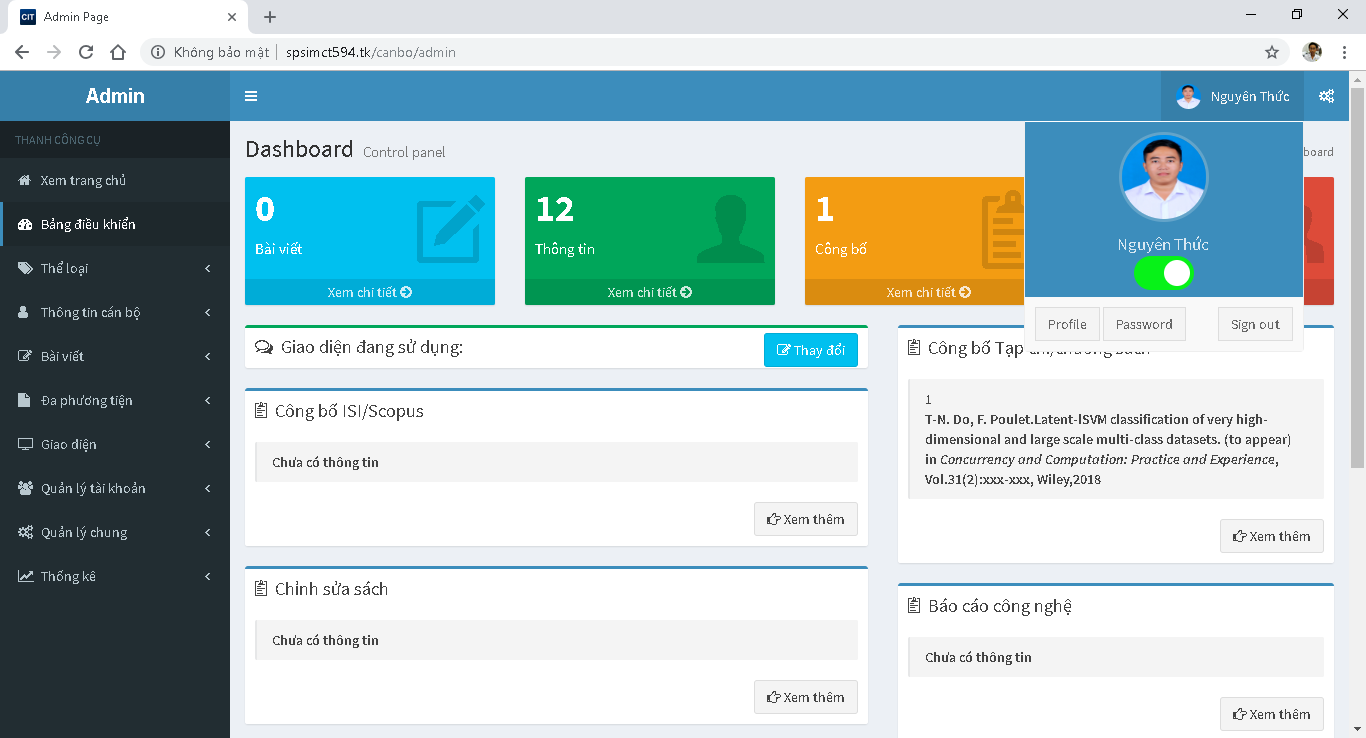 CIT Admin Page
Không bảo mật spsimct594.tk/canbo/admin
Admin
Nguyên Thức
THANH CÔNG CỤ
Xem trang chủ
Bảng điều khiển
Thể loại
Thông tin cán bộ
Bài viết
Đa phương tiện
Giao diện
Quản lý tài khoản
Quản lý chung
Thống kê
Dashboard Control panel
board
0
Bài viết
Xem chi tiết
12
Thông tin
Xem chi tiết
1
Công bố
Xem chi tiết
Nguyên Thức
Profile
Password
Sign out
Giao diện đang sử dụng:
Thay đổi
Công bố ISI/Scopus
Chưa có thông tin
Xem thêm
Chỉnh sửa sách
Chưa có thông tin
Xem thêm
Công bố Tạp
1
T-N. Do, F. Poulet.Latent-lSVM classification of very high-
dimensional and large scale multi-class datasets. (to appear)
in Concurrency and Computation: Practice and Experience,
Vol.31(2):xxx-xxx, Wiley,2018
Xem thêm
Báo cáo công nghệ
Chưa có thông tin
Xem thêm